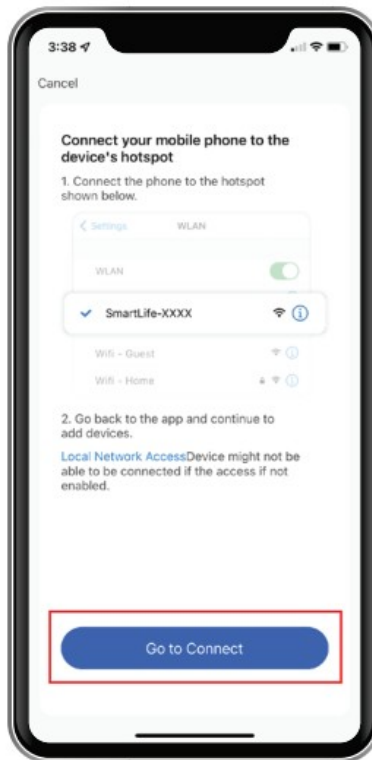 3:38
Cancel
Connect your mobile phone to the
device's hotspot
1. Connect the phone to the hotspot
shown below.
Settings WLAN
WLAN
SmartLife-XXXX
Wifi - Guest
Wifi - Home
2. Go back to the app and continue to
add devices.
Local Network AccessDevice might not be
able to be connected if the access if not
enabled.
Go to Connect